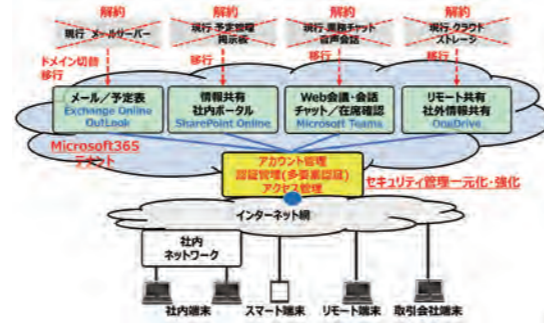 解約
解約
解約
解約
現行 メールサーバー
現行 予定管理
掲示板
現行 業務チャット
音声会話
現行 クラウド
ストレージ
ドメイン切替
移行
移行
移行
移行
メール/予定表
Exchange Online
OutLook
情報共有
社内ポータル
SharePoint Online
Web会議・会話
チャット/在席確認
Microsoft Teams
リモート共有
社外情報共有
OneDrive
Microsoft365
テナント
アカウント管理
認証管理(多要素認証)
アクセス管理
セキュリティ管理一元化・強化
インターネット網
社内
ネットワーク
社内端末
スマート端末
リモート端末
取引会社端末